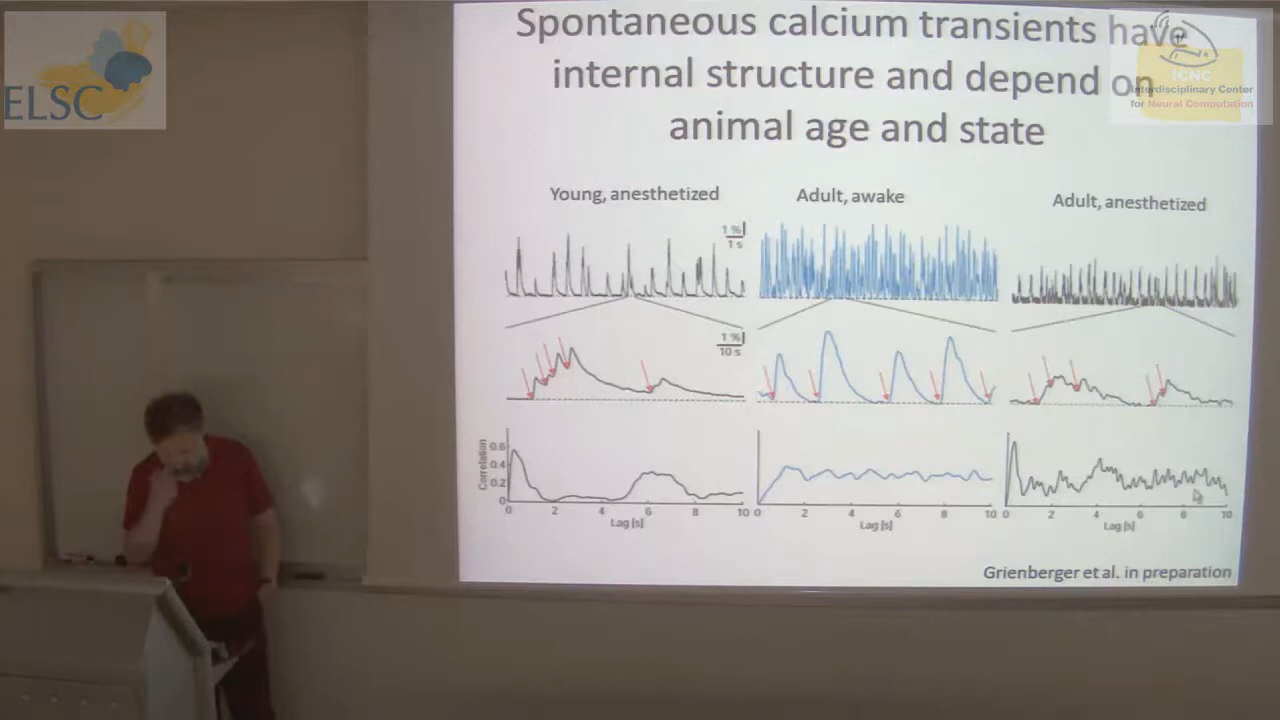 ELSC
ICNC
Interdisciplinary Center
for Neural Computation
Spontaneous calcium transients have
internal structure and depend on
animal age and state
Young, anesthetized
Adult, awake
Adult, anesthetized
1 %
1 s
1 %
10 s
Correlation
0.6
0.4
0.2
0
0 2 4 6 8 10
Lag [s]
0 2 4 6 8 10
Lag [s]
0 2 4 6 8 10
Lag [s]
Grienberger et al. in preparation